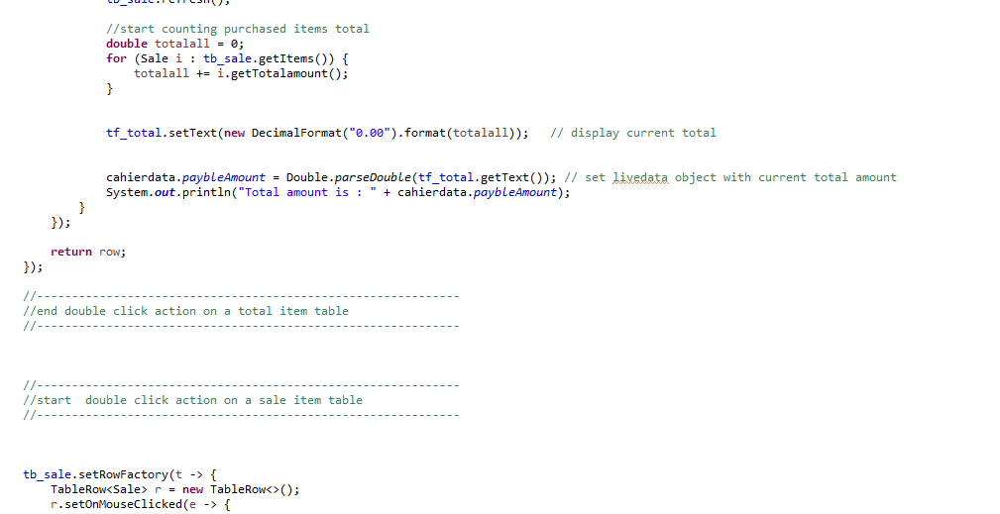 tb_sale.refresh();
//start counting purchased items total
double totalall = 0;
for (Sale i : tb_sale.getItems()) {
totalall += i.getTotalamount();
}
tf_total.setText(new DecimalFormat("0.00").format(totalall)); // display current total
cahierdata.paybleAmount = Double.parseDouble(tf_total.getText()); // set livedata object with current total amount
System.out.println("Total amount is : " + cahierdata.paybleAmount);
}
});
return row;
});
//-------------------------------------------------------------
//end double click action on a total item table
//-------------------------------------------------------------
//-------------------------------------------------------------
//start  double click action on a sale item table
//-------------------------------------------------------------
tb_sale.setRowFactory(t -> {
TableRow<Sale> r = new TableRow<>();
r.setOnMouseClicked(e -> {